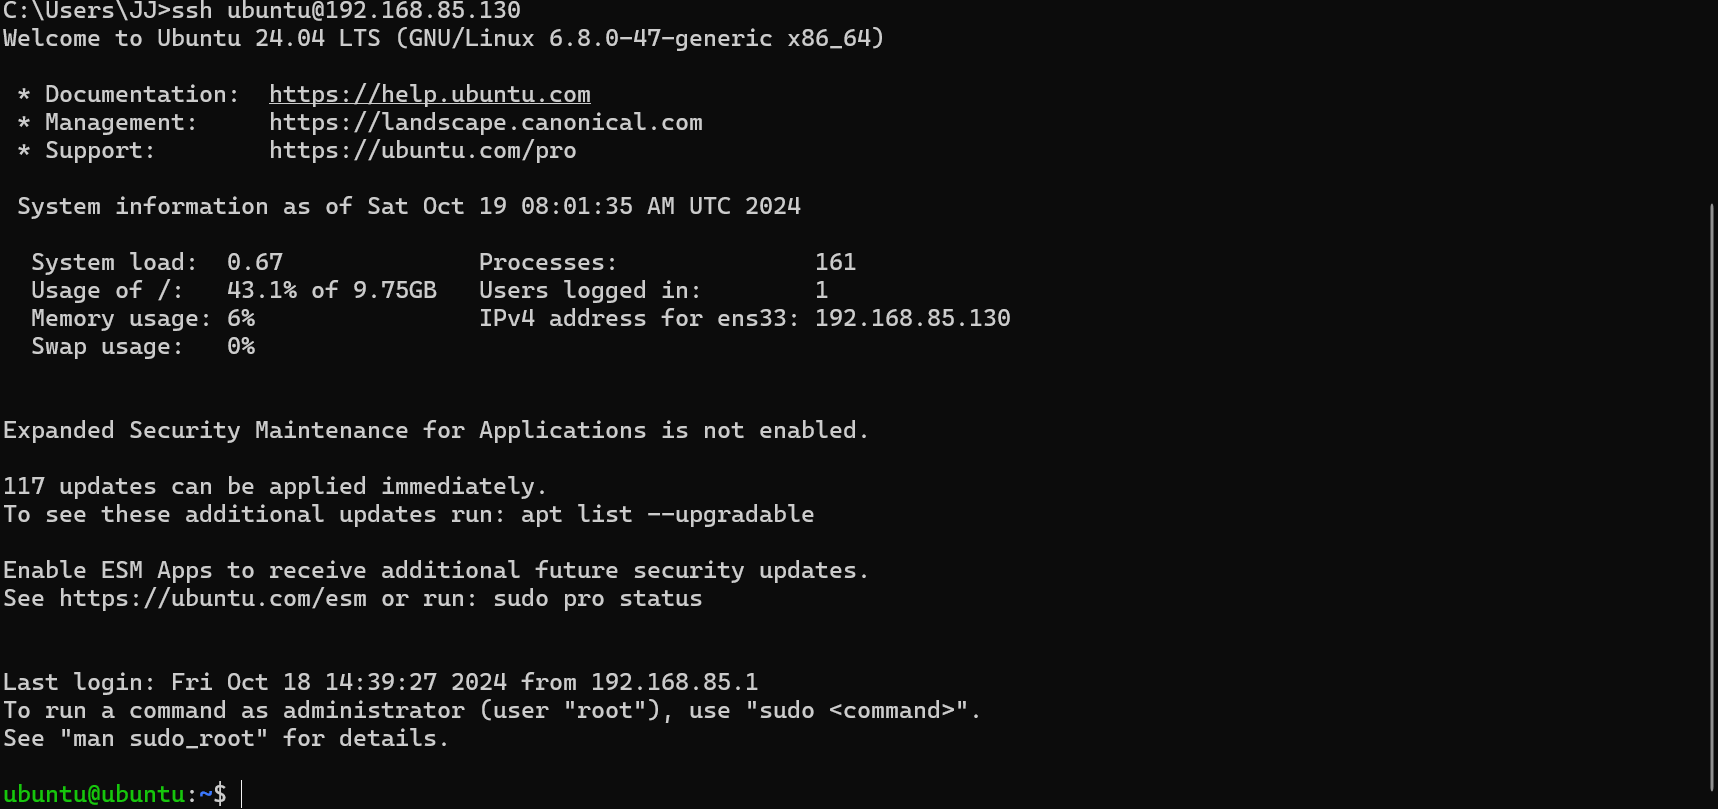 C:\Users\JJ>ssh ubuntu@192.168.85.130
Welcome to Ubuntu 24.04 LTS (GNU/Linux 6.8.0-47-generic x86_64)

 * Documentation:  https://help.ubuntu.com
 * Management:     https://landscape.canonical.com
 * Support:        https://ubuntu.com/pro

 System information as of Sat Oct 19 08:01:35 AM UTC 2024

  System load:  0.67              Processes:              161
  Usage of /:   43.1% of 9.75GB   Users logged in:        1
  Memory usage: 6%                IPv4 address for ens33: 192.168.85.130
  Swap usage:   0%


Expanded Security Maintenance for Applications is not enabled.

117 updates can be applied immediately.
To see these additional updates run: apt list --upgradable

Enable ESM Apps to receive additional future security updates.
See https://ubuntu.com/esm or run: sudo pro status


Last login: Fri Oct 18 14:39:27 2024 from 192.168.85.1
To run a command as administrator (user "root"), use "sudo <command>".
See "man sudo_root" for details.

ubuntu@ubuntu:~$